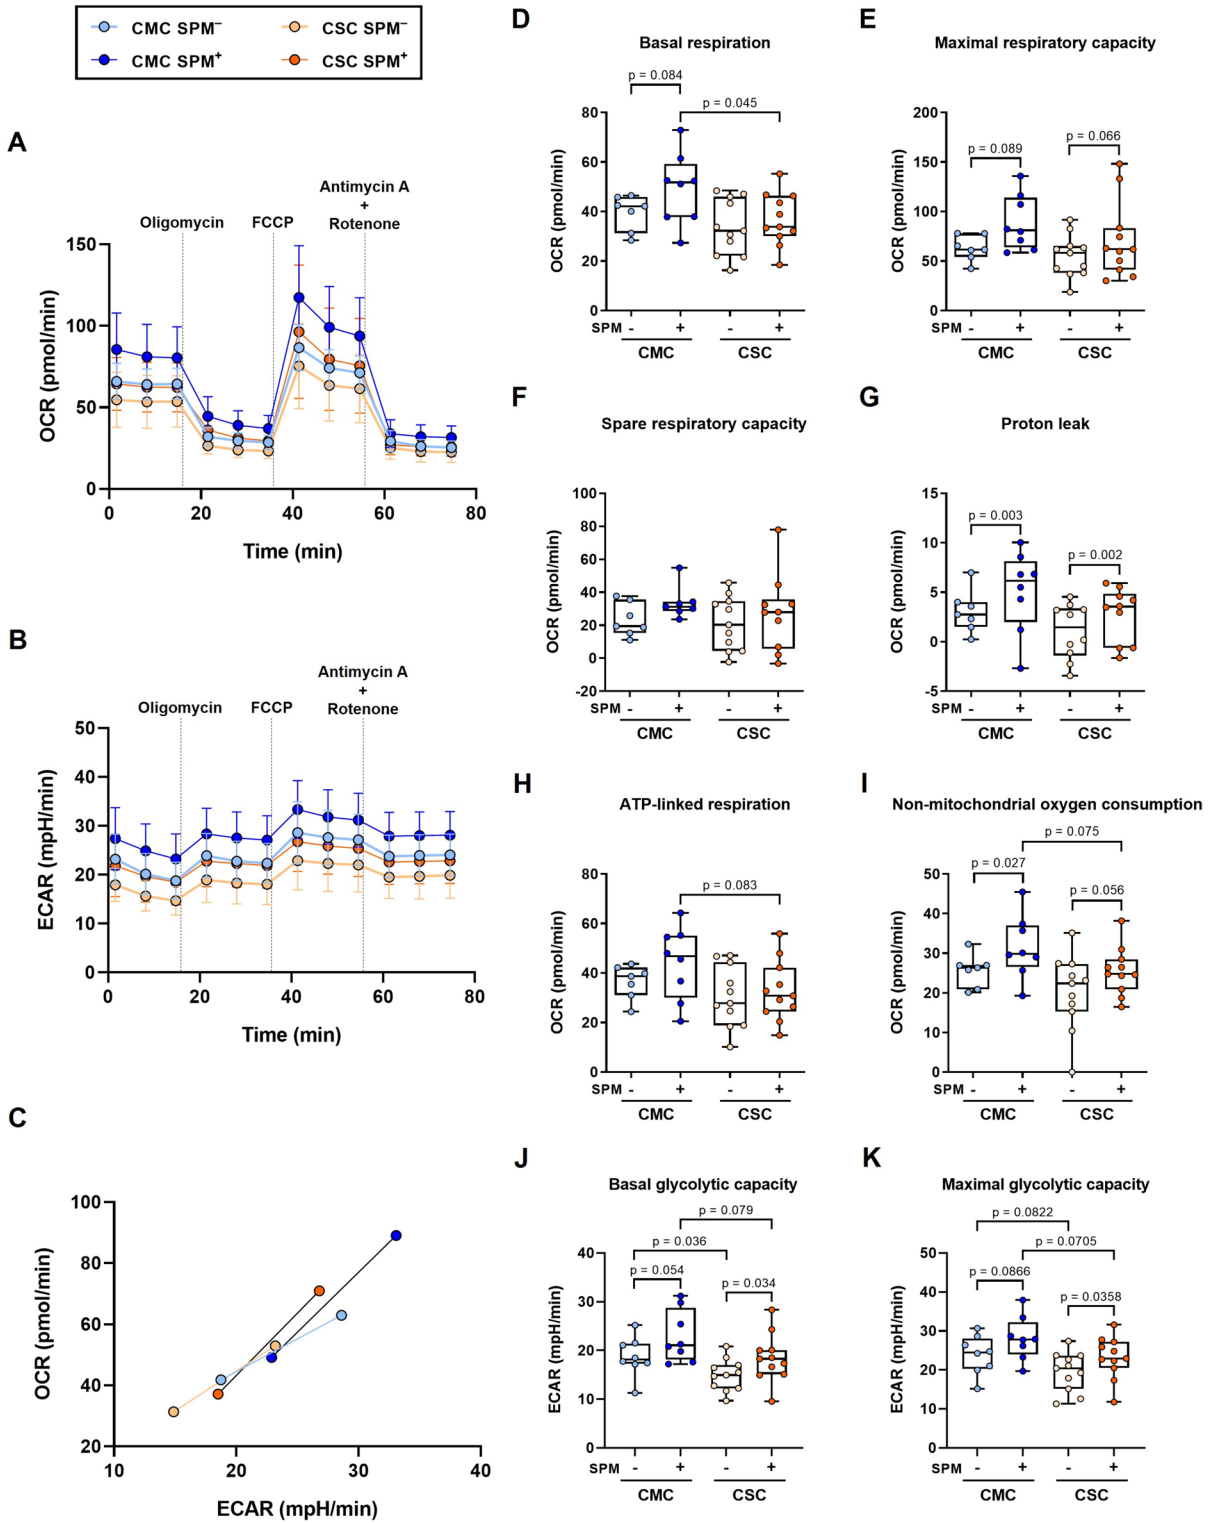 CMC SPM⁻
CSC SPM⁻
CMC SPM⁺
CSC SPM⁺
A
Oligomycin
FCCP
Antimycin A
+
Rotenone
OCR (pmol/min)
150
100
50
0
0 20 40 60 80
Time (min)
B
Oligomycin
FCCP
Antimycin A
+
Rotenone
ECAR (mpH/min)
50
40
30
20
10
0
0 20 40 60 80
Time (min)
C
OCR (pmol/min)
100
80
60
40
20
10 20 30 40
ECAR (mpH/min)
D
Basal respiration
p = 0.084
p = 0.045
OCR (pmol/min)
80
60
40
20
0
SPM - + - +
CMC CSC
E
Maximal respiratory capacity
p = 0.089
p = 0.066
OCR (pmol/min)
200
150
100
50
0
SPM - + - +
CMC CSC
F
Spare respiratory capacity
OCR (pmol/min)
100
80
60
40
20
0
-20
SPM - + - +
CMC CSC
G
Proton leak
p = 0.003
p = 0.002
OCR (pmol/min)
15
10
5
0
-5
SPM - + - +
CMC CSC
H
ATP-linked respiration
p = 0.083
OCR (pmol/min)
80
60
40
20
0
SPM - + - +
CMC CSC
I
Non-mitochondrial oxygen consumption
p = 0.075
p = 0.027
p = 0.056
OCR (pmol/min)
50
40
30
20
10
0
SPM - + - +
CMC CSC
J
Basal glycolytic capacity
p = 0.079
p = 0.036
p = 0.054
p = 0.034
ECAR (mpH/min)
40
30
20
10
0
SPM - + - +
CMC CSC
K
Maximal glycolytic capacity
p = 0.0822
p = 0.0705
p = 0.0866
p = 0.0358
ECAR (mpH/min)
50
40
30
20
10
0
SPM - + - +
CMC CSC